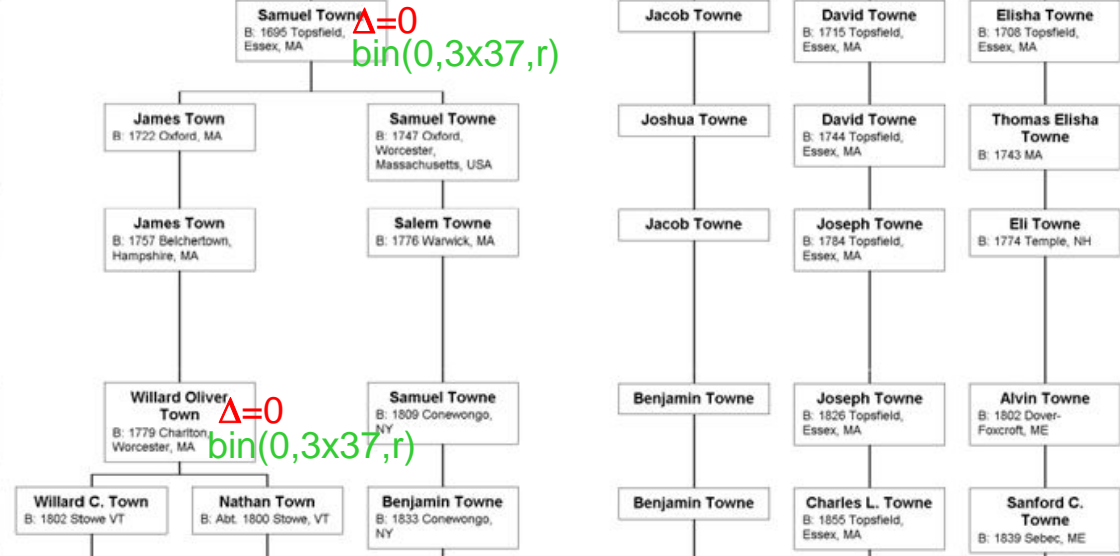 Samuel Towne
B: 1695 Topsfield,
Essex, MA
Δ=0
bin(0,3x37,r)
Jacob Towne
David Towne
B: 1715 Topsfield,
Essex, MA
Elisha Towne
B: 1708 Topsfield,
Essex, MA
James Town
B: 1722 Oxford, MA
Samuel Towne
B: 1747 Oxford,
Worcester,
Massachusetts, USA
Joshua Towne
David Towne
B: 1744 Topsfield,
Essex, MA
Thomas Elisha
Towne
B: 1743 MA
James Town
B: 1757 Belchertown,
Hampshire, MA
Salem Towne
B: 1776 Warwick, MA
Jacob Towne
Joseph Towne
B: 1784 Topsfield,
Essex, MA
Eli Towne
B: 1774 Temple, NH
Willard Oliver
Town
B: 1779 Charlton,
Worcester, MA
Δ=0
bin(0,3x37,r)
Samuel Towne
B: 1809 Conewongo,
NY
Benjamin Towne
Joseph Towne
B: 1826 Topsfield,
Essex, MA
Alvin Towne
B: 1802 Dover-
Foxcroft, ME
Willard C. Town
B: 1802 Stowe VT
Nathan Town
B: Abt. 1800 Stowe, VT
Benjamin Towne
B: 1833 Conewongo,
NY
Benjamin Towne
Charles L. Towne
B: 1855 Topsfield,
Essex, MA
Sanford C.
Towne
B: 1839 Sebec, ME